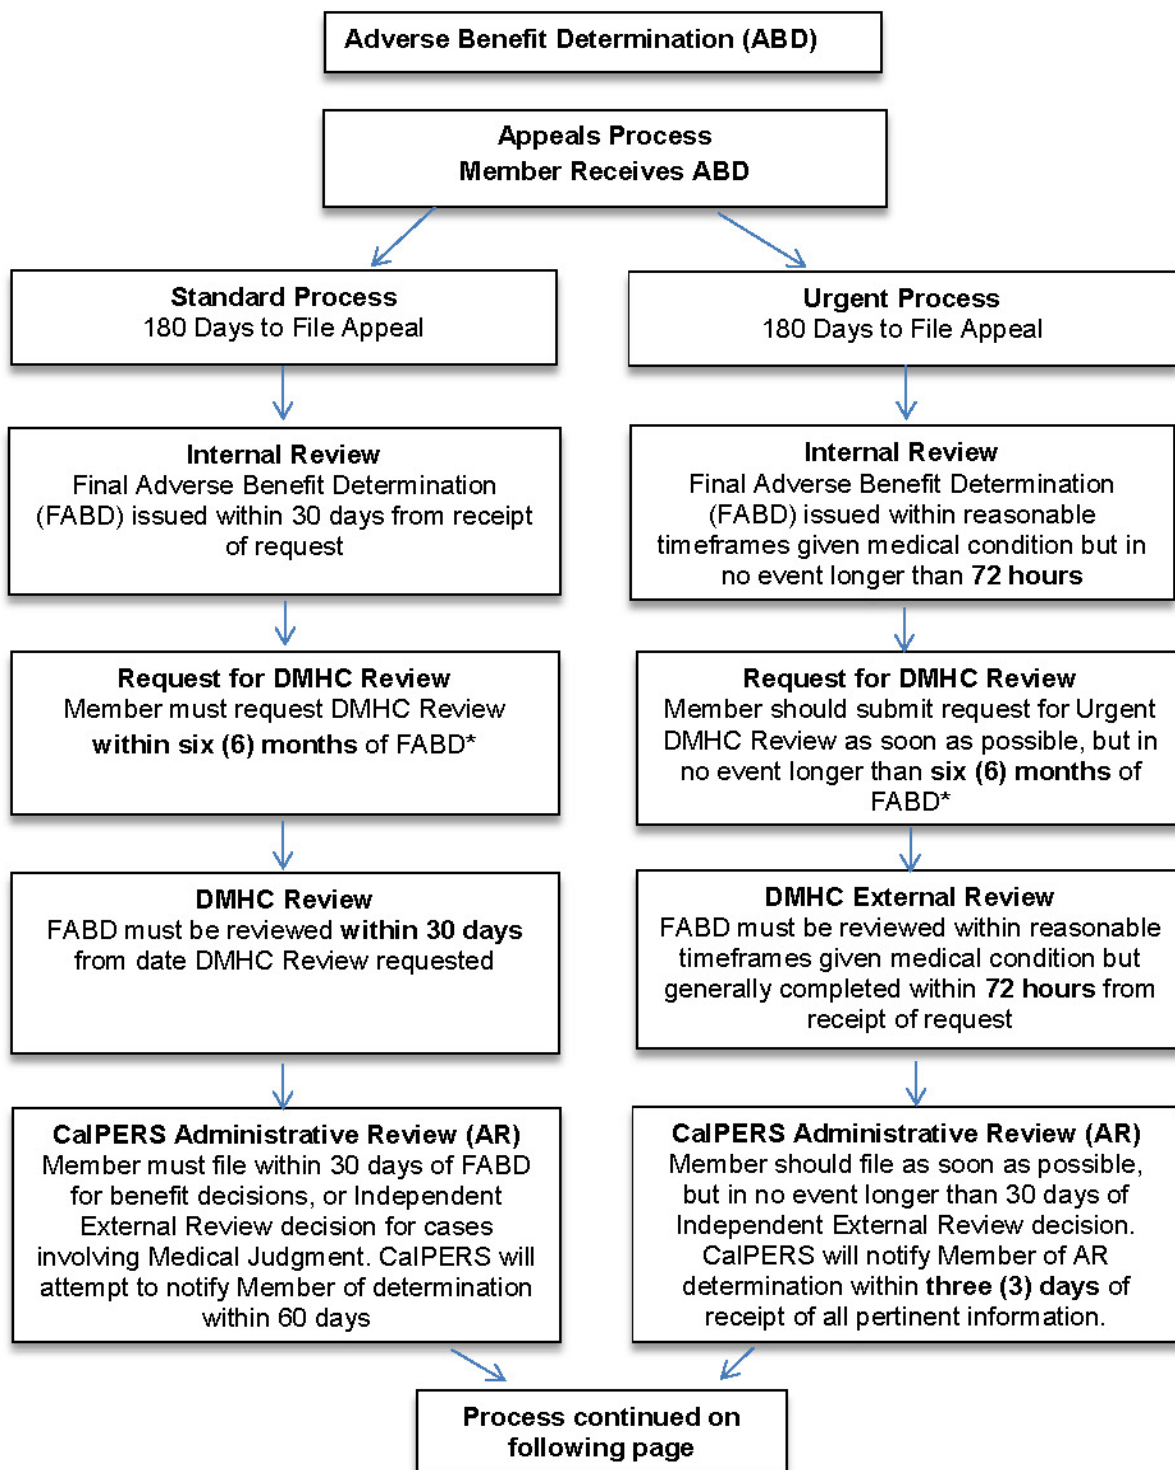 Adverse Benefit Determination (ABD)
Appeals Process
Member Receives ABD
Standard Process
180 Days to File Appeal
Urgent Process
180 Days to File Appeal
Internal Review
Final Adverse Benefit Determination
(FABD) issued within 30 days from receipt
of request
Internal Review
Final Adverse Benefit Determination
(FABD) issued within reasonable
timeframes given medical condition but in
no event longer than 72 hours
Request for DMHC Review
Member must request DMHC Review
within six (6) months of FABD*
Request for DMHC Review
Member should submit request for Urgent
DMHC Review as soon as possible, but in
no event longer than six (6) months of
FABD*
DMHC Review
FABD must be reviewed within 30 days
from date DMHC Review requested
DMHC External Review
FABD must be reviewed within reasonable
timeframes given medical condition but
generally completed within 72 hours from
receipt of request
CalPERS Administrative Review (AR)
Member must file within 30 days of FABD
for benefit decisions, or Independent
External Review decision for cases
involving Medical Judgment. CalPERS will
attempt to notify Member of determination
within 60 days
CalPERS Administrative Review (AR)
Member should file as soon as possible,
but in no event longer than 30 days of
Independent External Review decision.
CalPERS will notify Member of AR
determination within three (3) days of
receipt of all pertinent information.
Process continued on
following page